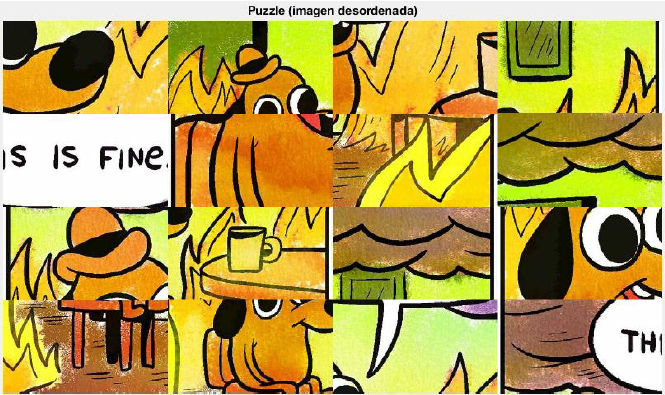 Puzzle (imagen desordenada)
IS IS FINE.
THI